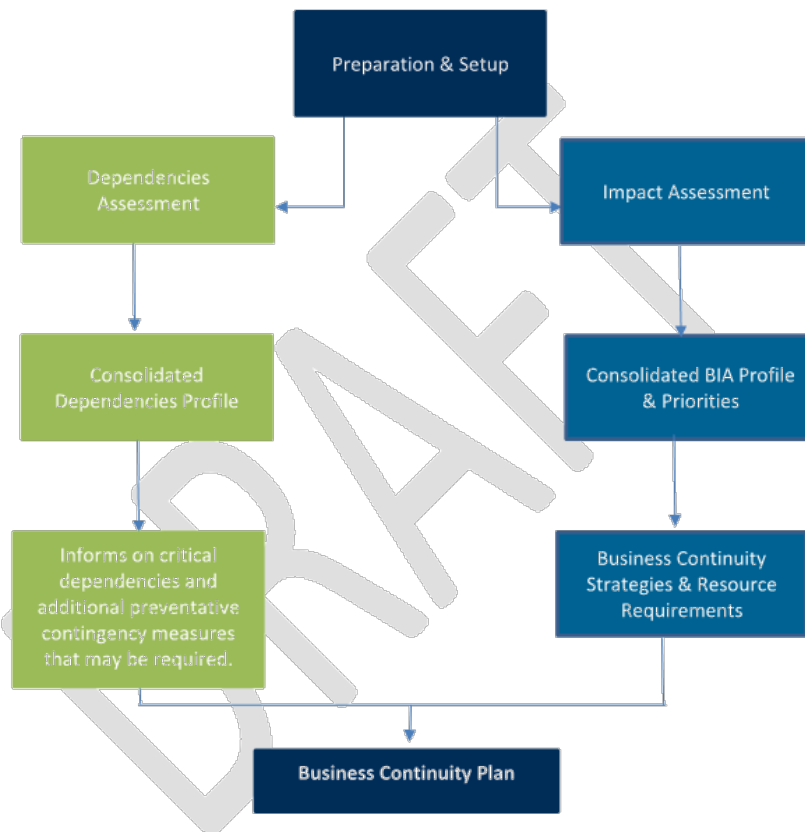 Preparation & Setup
Dependencies
Assessment
Impact Assessment
Consolidated
Dependencies Profile
Consolidated BIA Profile
& Priorities
Informs on critical
dependencies and
additional preventative
contingency measures
that may be required.
Business Continuity
Strategies & Resource
Requirements
Business Continuity Plan
DRAFT